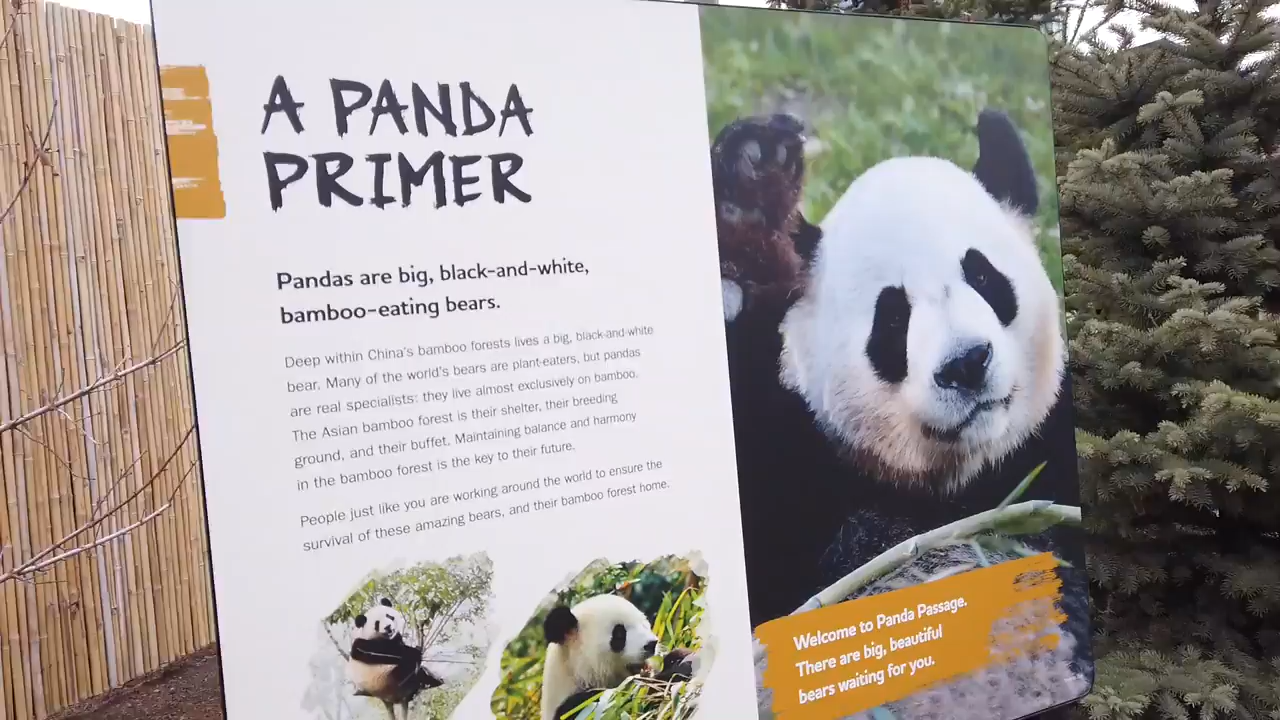 A PANDA
PRIMER
Pandas are big, black-and-white,
bamboo-eating bears.
Deep within China's bamboo forests lives a big, black-and-white
bear. Many of the world's bears are plant-eaters, but pandas
are real specialists: they live almost exclusively on bamboo.
The Asian bamboo forest is their shelter, their breeding
ground, and their buffet. Maintaining balance and harmony
in the bamboo forest is the key to their future.
People just like you are working around the world to ensure the
survival of these amazing bears, and their bamboo forest home.
Welcome to Panda Passage.
There are big, beautiful
bears waiting for you.